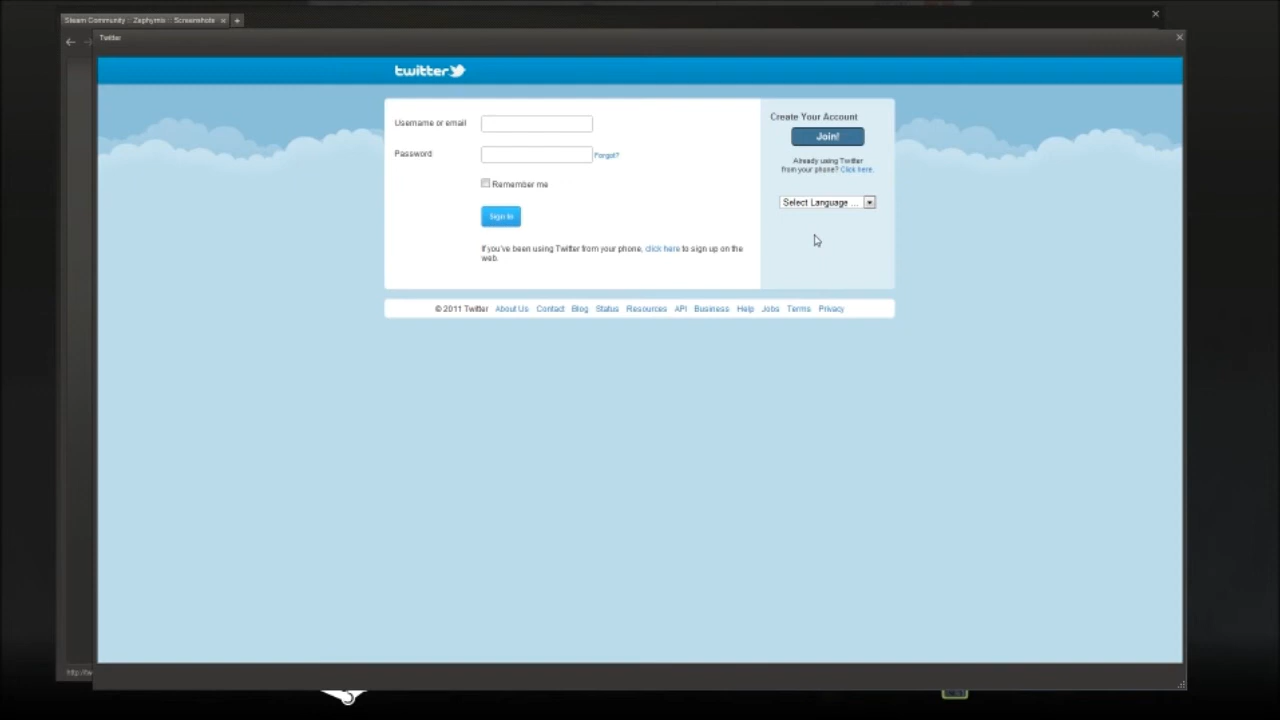 Steam Community :: Zephyris :: Screenshots
Twitter
twitter
Username or email
Password
Forgot?
Remember me
Sign In
If you've been using Twitter from your phone, click here to sign up on the
web.
Create Your Account
Join!
Already using Twitter
from your phone? Click here.
Select Language ...
© 2011 Twitter About Us Contact Blog Status Resources API Business Help Jobs Terms Privacy